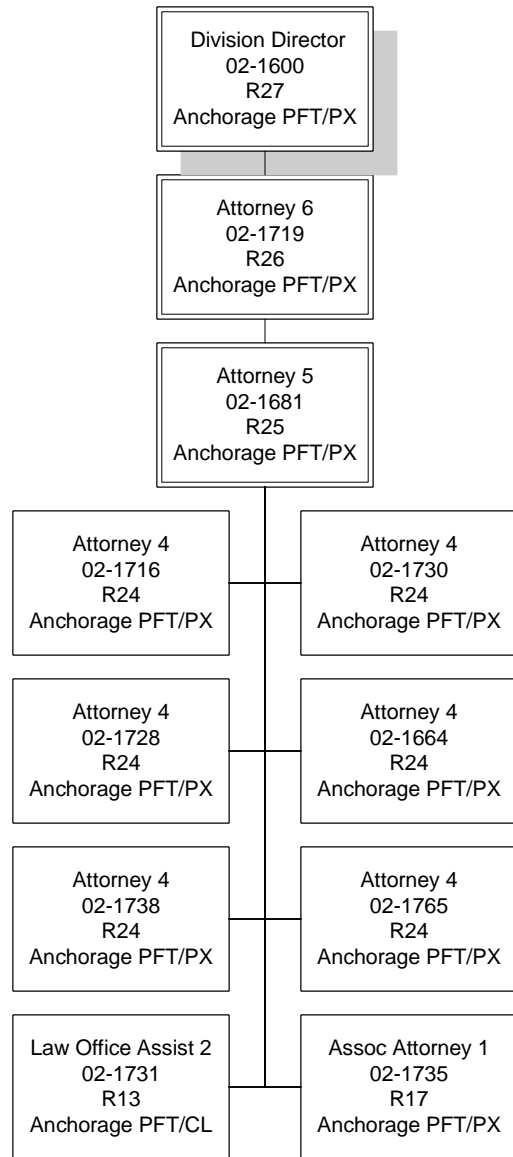 Division Director
02-1600
R27
Anchorage PFT/PX
Attorney 6
02-1719
R26
Anchorage PFT/PX
Attorney 5
02-1681
R25
Anchorage PFT/PX
Attorney 4
02-1716
R24
Anchorage PFT/PX
Attorney 4
02-1730
R24
Anchorage PFT/PX
Attorney 4
02-1728
R24
Anchorage PFT/PX
Attorney 4
02-1664
R24
Anchorage PFT/PX
Attorney 4
02-1738
R24
Anchorage PFT/PX
Attorney 4
02-1765
R24
Anchorage PFT/PX
Law Office Assist 2
02-1731
R13
Anchorage PFT/CL
Assoc Attorney 1
02-1735
R17
Anchorage PFT/PX